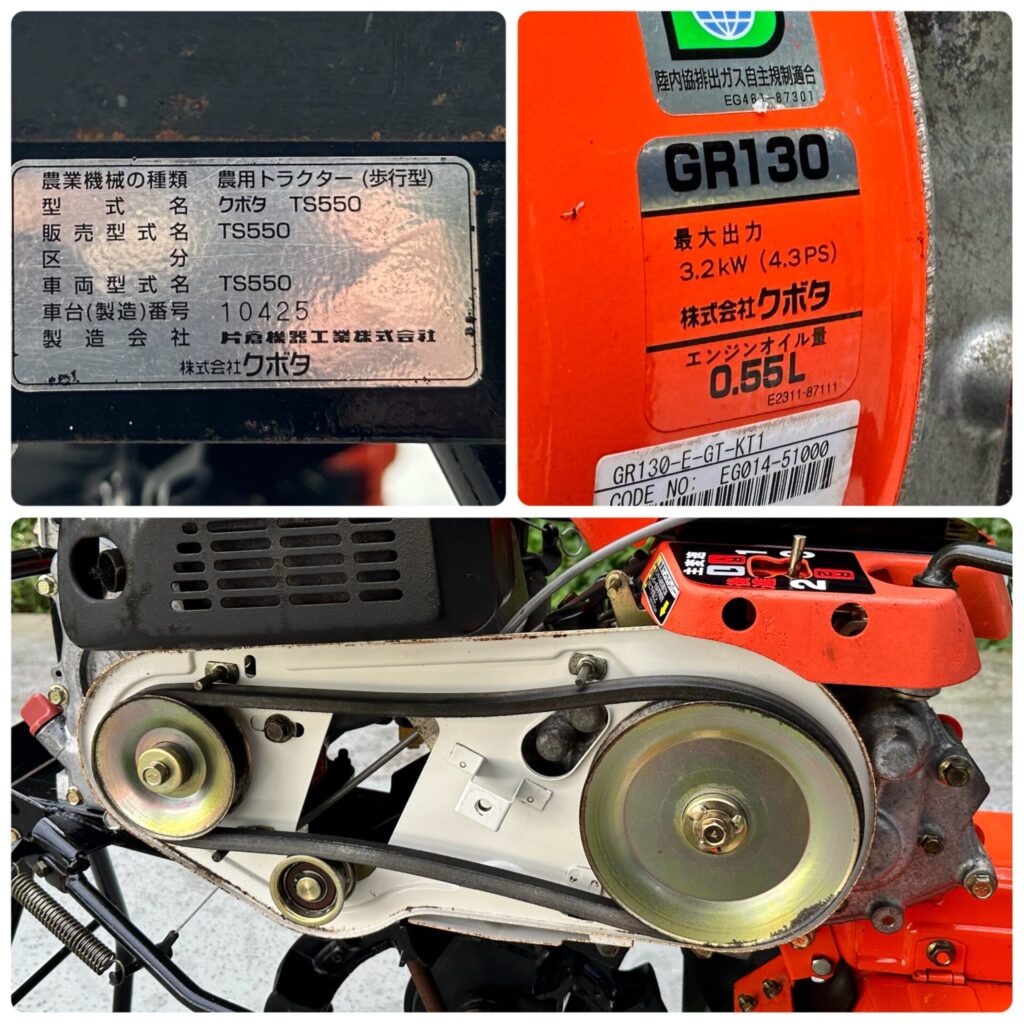 農業機械の種類 農用トラクター (歩行型)
型式名 クボタ TS550
販売型式名 TS550
区分
車両型式名 TS550
車台(製造)番号 10425
製造会社 片倉機器工業株式会社
株式会社クボタ
陸内協排出ガス自主規制適合
EG461-87301
GR130
最大出力
3.2kW (4.3PS)
株式会社クボタ
エンジンオイル量
0.55L
E2311-87111
GR130-E-GT-KT1
CODE NO: EG014-51000
主変速
1
2